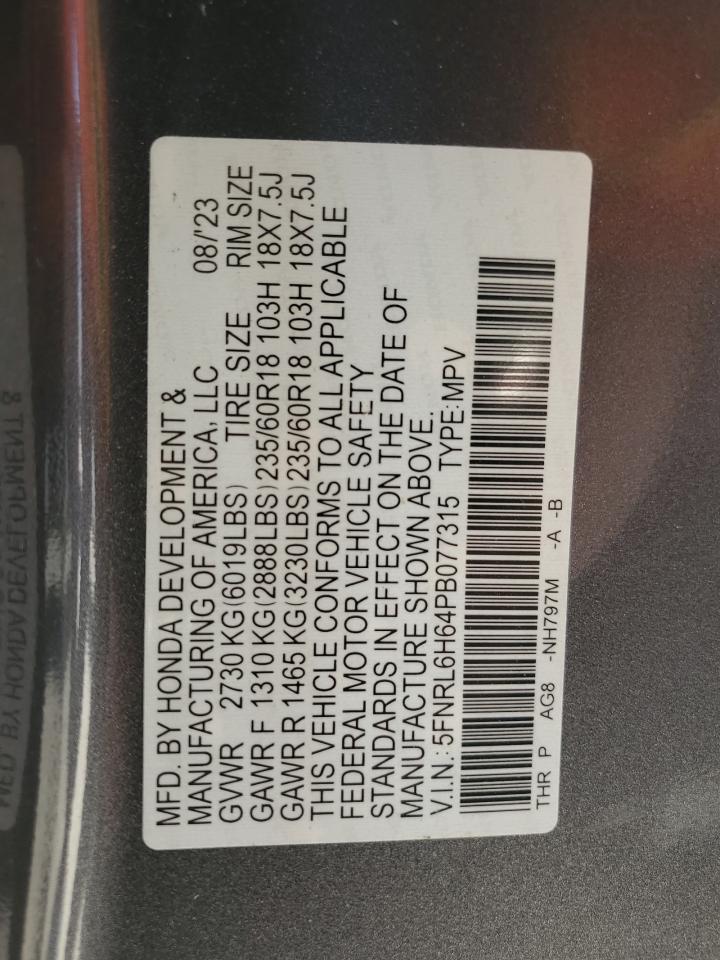 MFD. BY HONDA DEVELOPMENT &
MANUFACTURING OF AMERICA, LLC 08/'23
GVWR 2730 KG(6019LBS) TIRE SIZE RIM SIZE
GAWR F 1310 KG(2888LBS) 235/60R18 103H 18X7.5J
GAWR R 1465 KG(3230LBS) 235/60R18 103H 18X7.5J
THIS VEHICLE CONFORMS TO ALL APPLICABLE
FEDERAL MOTOR VEHICLE SAFETY
STANDARDS IN EFFECT ON THE DATE OF
MANUFACTURE SHOWN ABOVE.
V.I.N.: 5FNRL6H64PB077315 TYPE:MPV
THR P AG8 -NH797M -A -B